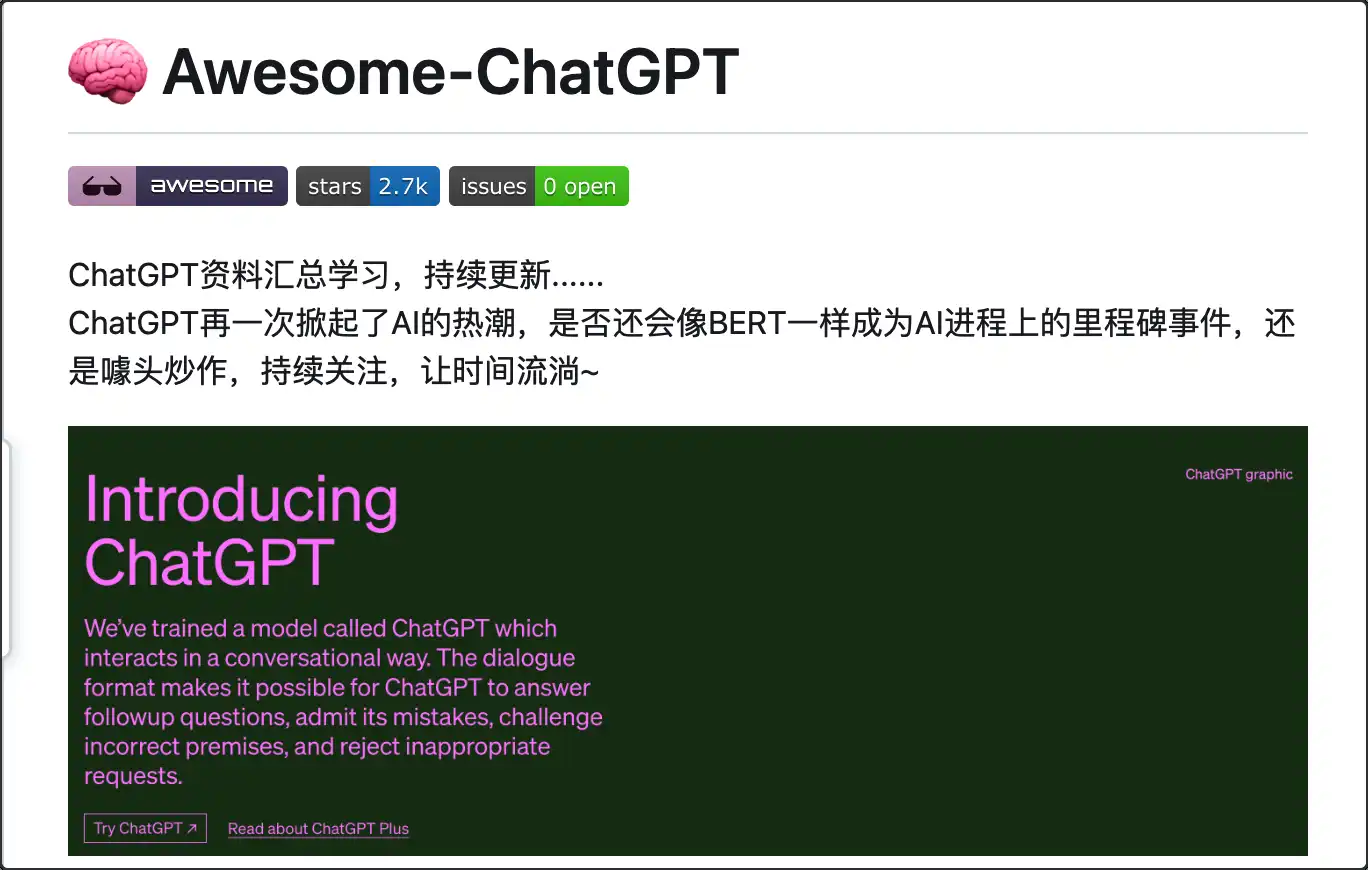 Awesome-ChatGPT
awesome
stars 2.7k
issues 0 open
ChatGPT资料汇总学习，持续更新......
ChatGPT再一次掀起了AI的热潮，是否还会像BERT一样成为AI进程上的里程碑事件，还
是噱头炒作，持续关注，让时间流淌~
ChatGPT graphic
Introducing
ChatGPT
We’ve trained a model called ChatGPT which
interacts in a conversational way. The dialogue
format makes it possible for ChatGPT to answer
followup questions, admit its mistakes, challenge
incorrect premises, and reject inappropriate
requests.
Try ChatGPT ↗
Read about ChatGPT Plus